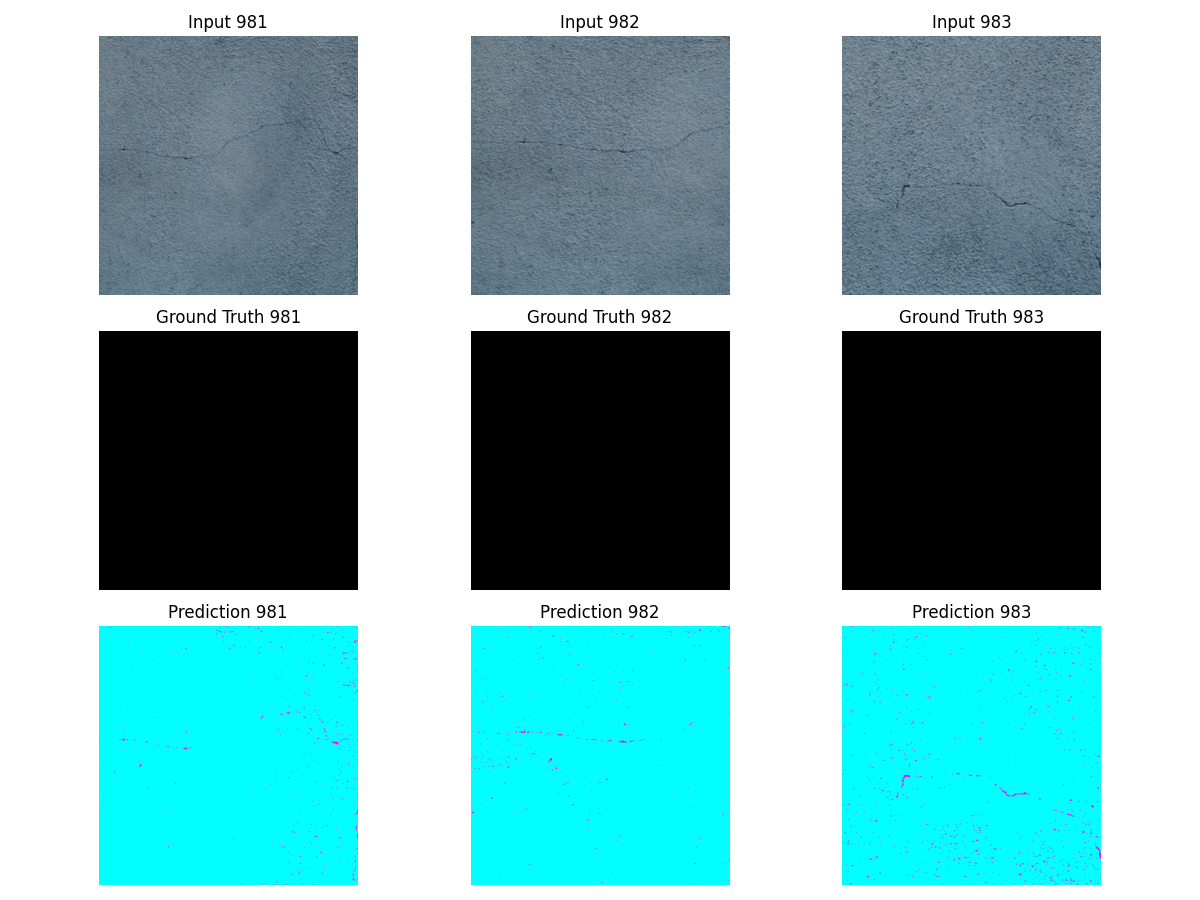 Input 981
Input 982
Input 983
Ground Truth 981
Ground Truth 982
Ground Truth 983
Prediction 981
Prediction 982
Prediction 983